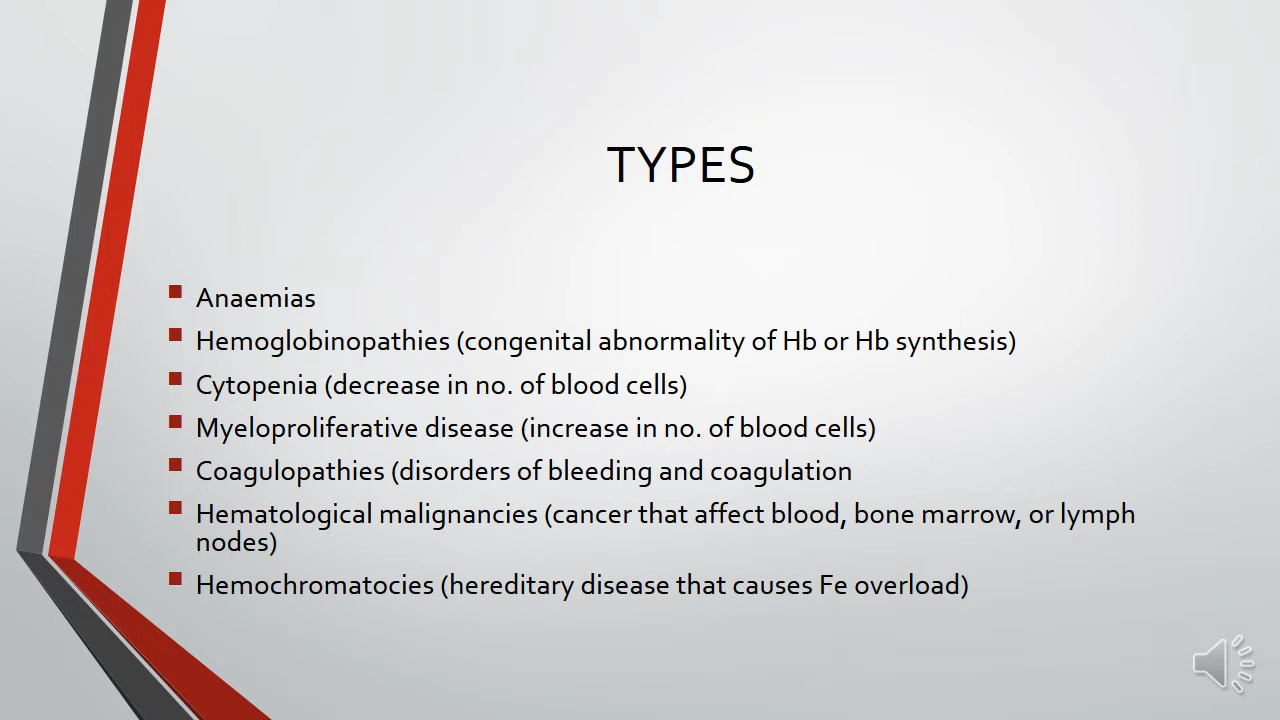 TYPES
Anaemias
Hemoglobinopathies (congenital abnormality of Hb or Hb synthesis)
Cytopenia (decrease in no. of blood cells)
Myeloproliferative disease (increase in no. of blood cells)
Coagulopathies (disorders of bleeding and coagulation
Hematological malignancies (cancer that affect blood, bone marrow, or lymph
nodes)
Hemochromatocies (hereditary disease that causes Fe overload)